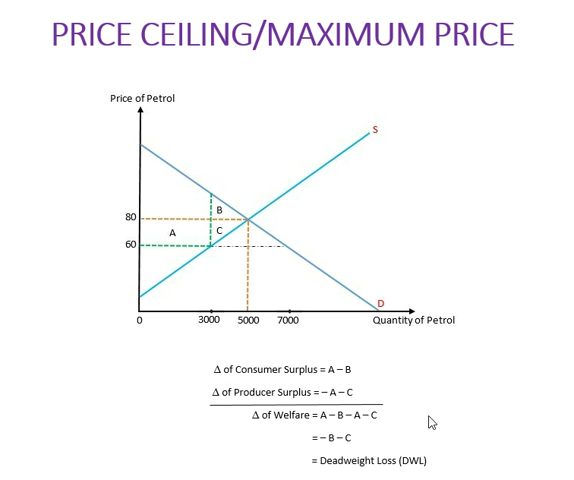 PRICE CEILING/MAXIMUM PRICE
Price of Petrol
S
80
B
A
C
60
D
0
3000
5000
7000
Quantity of Petrol
Δ of Consumer Surplus = A – B
Δ of Producer Surplus = – A – C
Δ of Welfare = A – B – A – C
= – B – C
= Deadweight Loss (DWL)